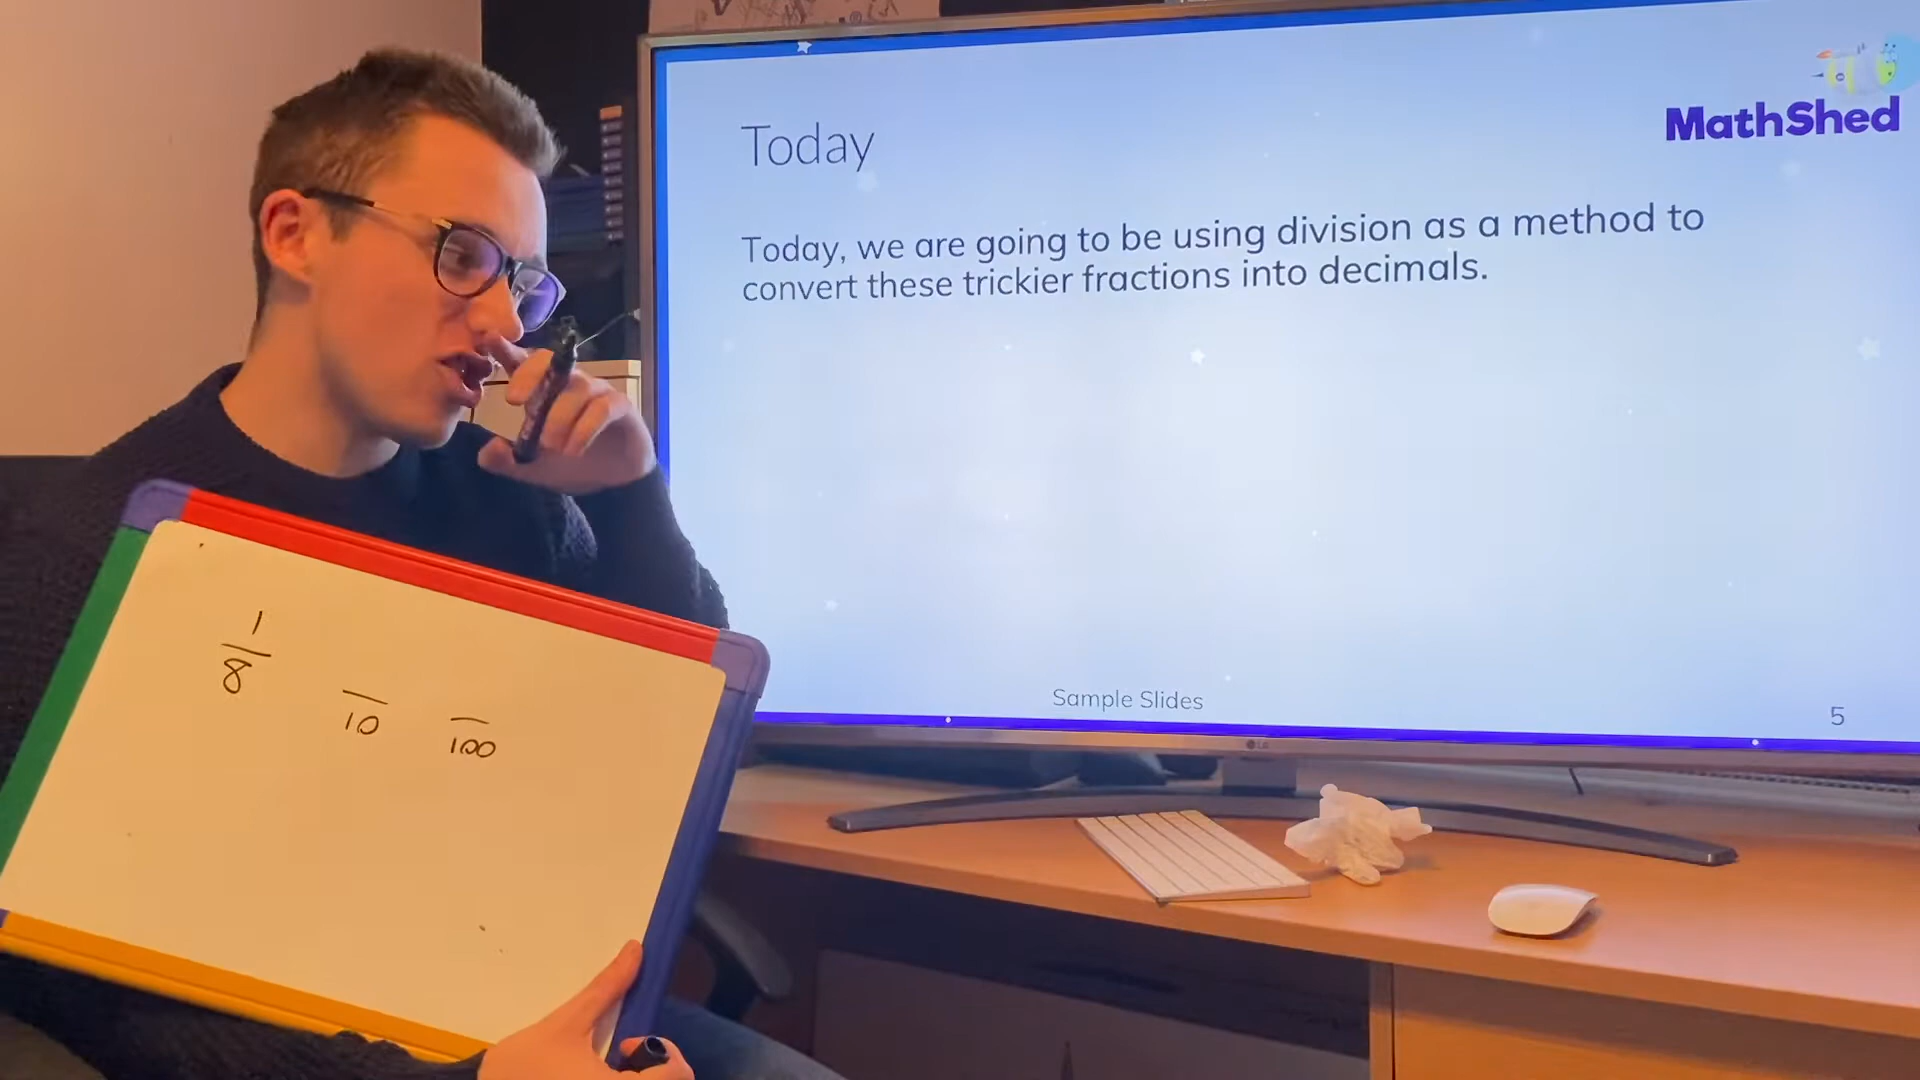 Today
MathShed
Today, we are going to be using division as a method to
convert these trickier fractions into decimals.
Sample Slides
5
LG
1
8
10
100